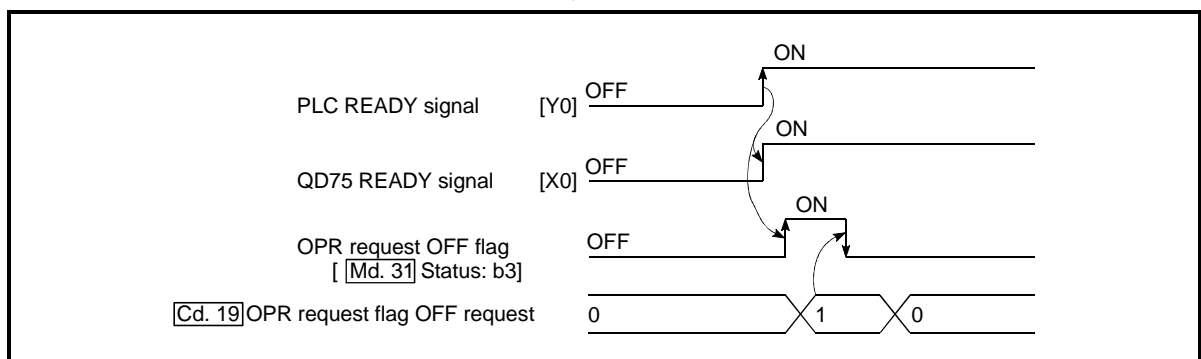 ON
PLC READY signal [Y0] OFF
ON
QD75 READY signal [X0] OFF
ON
OPR request OFF flag OFF
[ Md. 31 Status: b3]
Cd. 19 OPR request flag OFF request 0 1 0